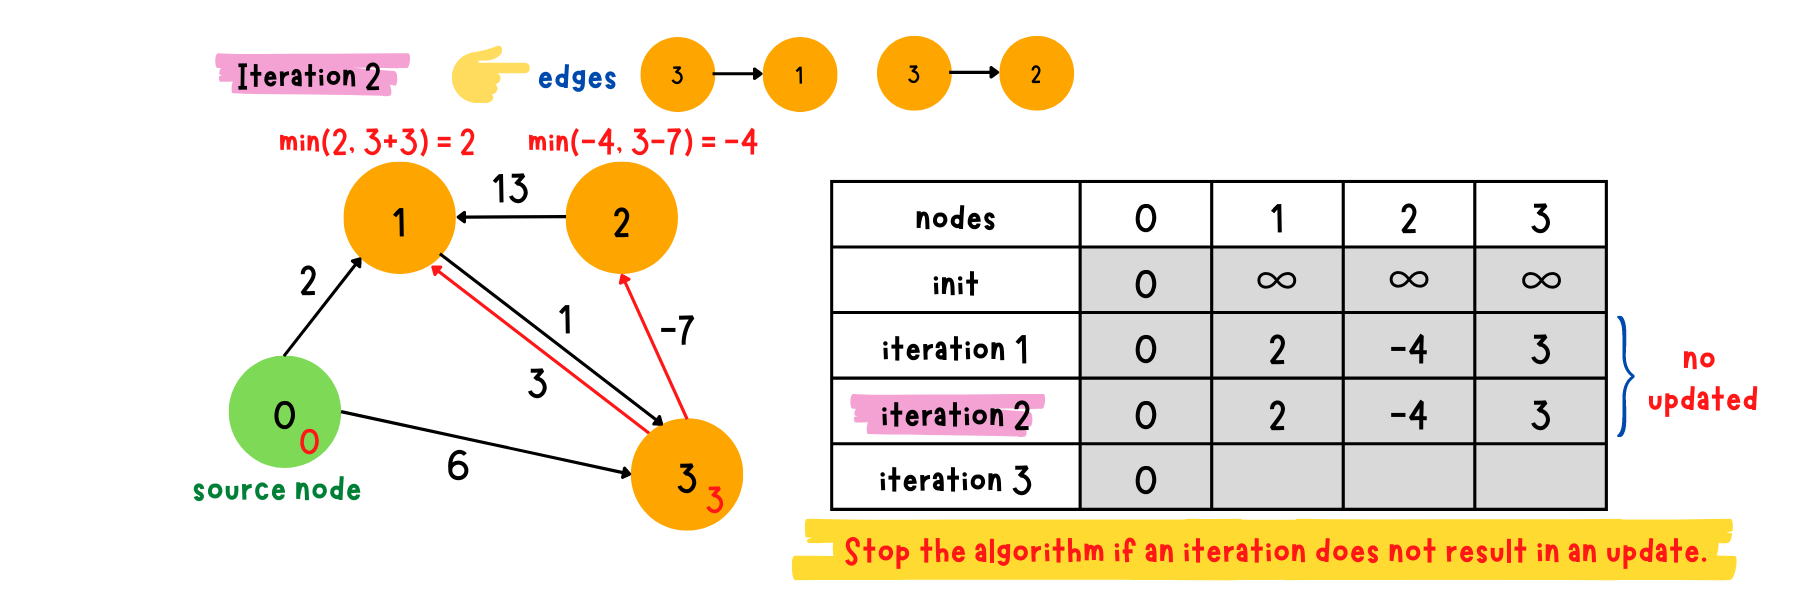 Iteration 2
edges
3 1
3 2
min(2, 3+3) = 2
min(-4, 3-7) = -4
13
1
2
2
1
-7
3
0
0
6
3
3
source node
nodes 0 1 2 3
init 0 ∞ ∞ ∞
iteration 1 0 2 -4 3
iteration 2 0 2 -4 3
iteration 3 0
no
updated
Stop the algorithm if an iteration does not result in an update.